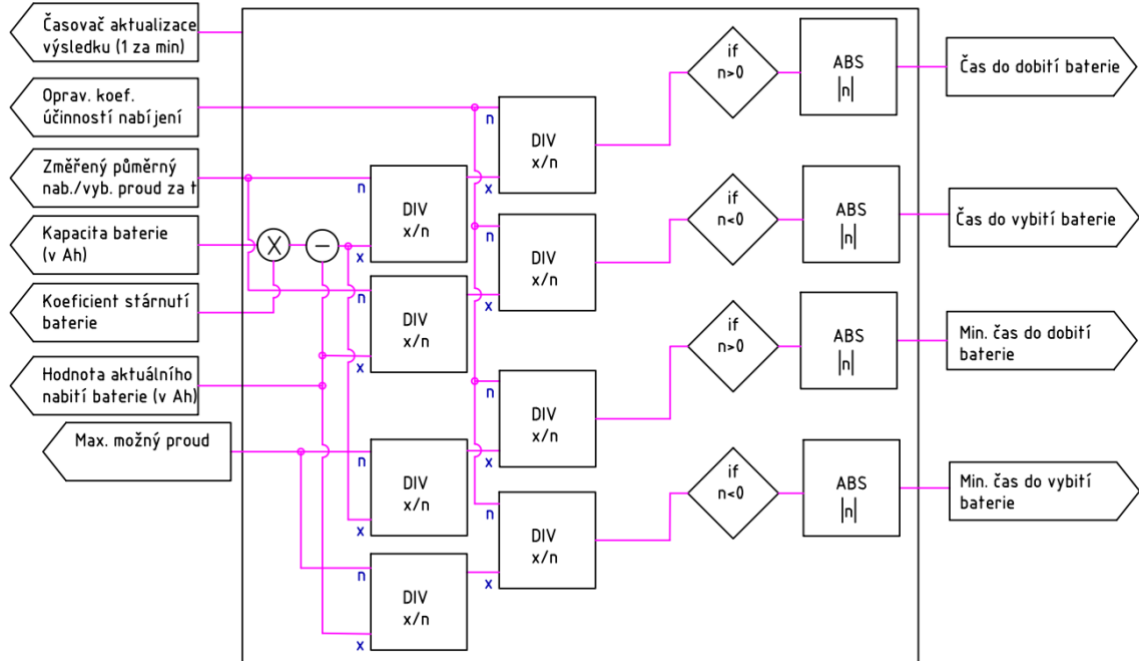 Časovač aktualizace
výsledku (1 za min)
Oprav. koef.
účinností nabíjení
Změřený půměrný
nab./vyb. proud za t
Kapacita baterie
(v Ah)
Koeficient stárnutí
baterie
Hodnota aktuálního
nabití baterie (v Ah)
Max. možný proud
X
−
n
DIV
x/n
x
n
DIV
x/n
x
n
DIV
x/n
x
n
DIV
x/n
x
n
DIV
x/n
x
n
DIV
x/n
x
n
DIV
x/n
x
n
DIV
x/n
x
if
n>0
ABS
|n|
Čas do dobití baterie
if
n<0
ABS
|n|
Čas do vybití baterie
if
n>0
ABS
|n|
Min. čas do dobití
baterie
if
n<0
ABS
|n|
Min. čas do vybití
baterie